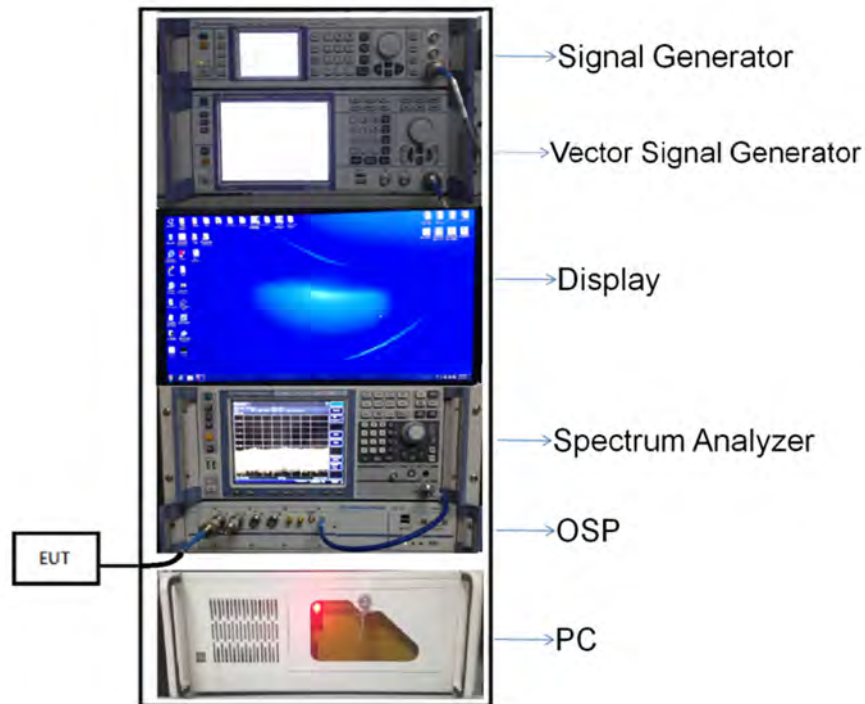 Signal Generator
Vector Signal Generator
Display
Spectrum Analyzer
OSP
EUT
PC